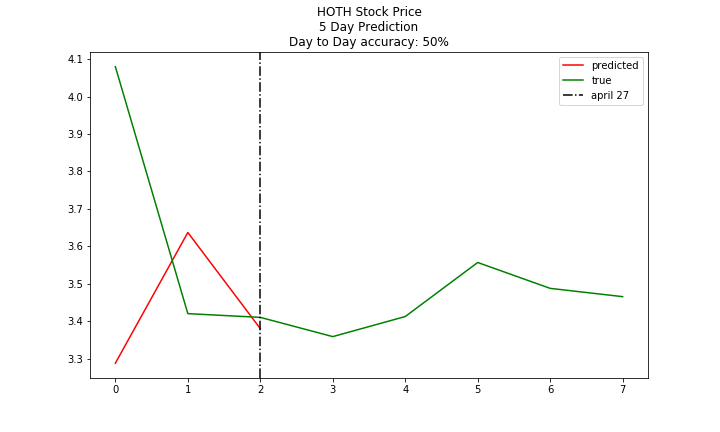 HOTH Stock Price
5 Day Prediction
Day to Day accuracy: 50%
predicted
true
april 27
4.1
4.0
3.9
3.8
3.7
3.6
3.5
3.4
3.3
0 1 2 3 4 5 6 7